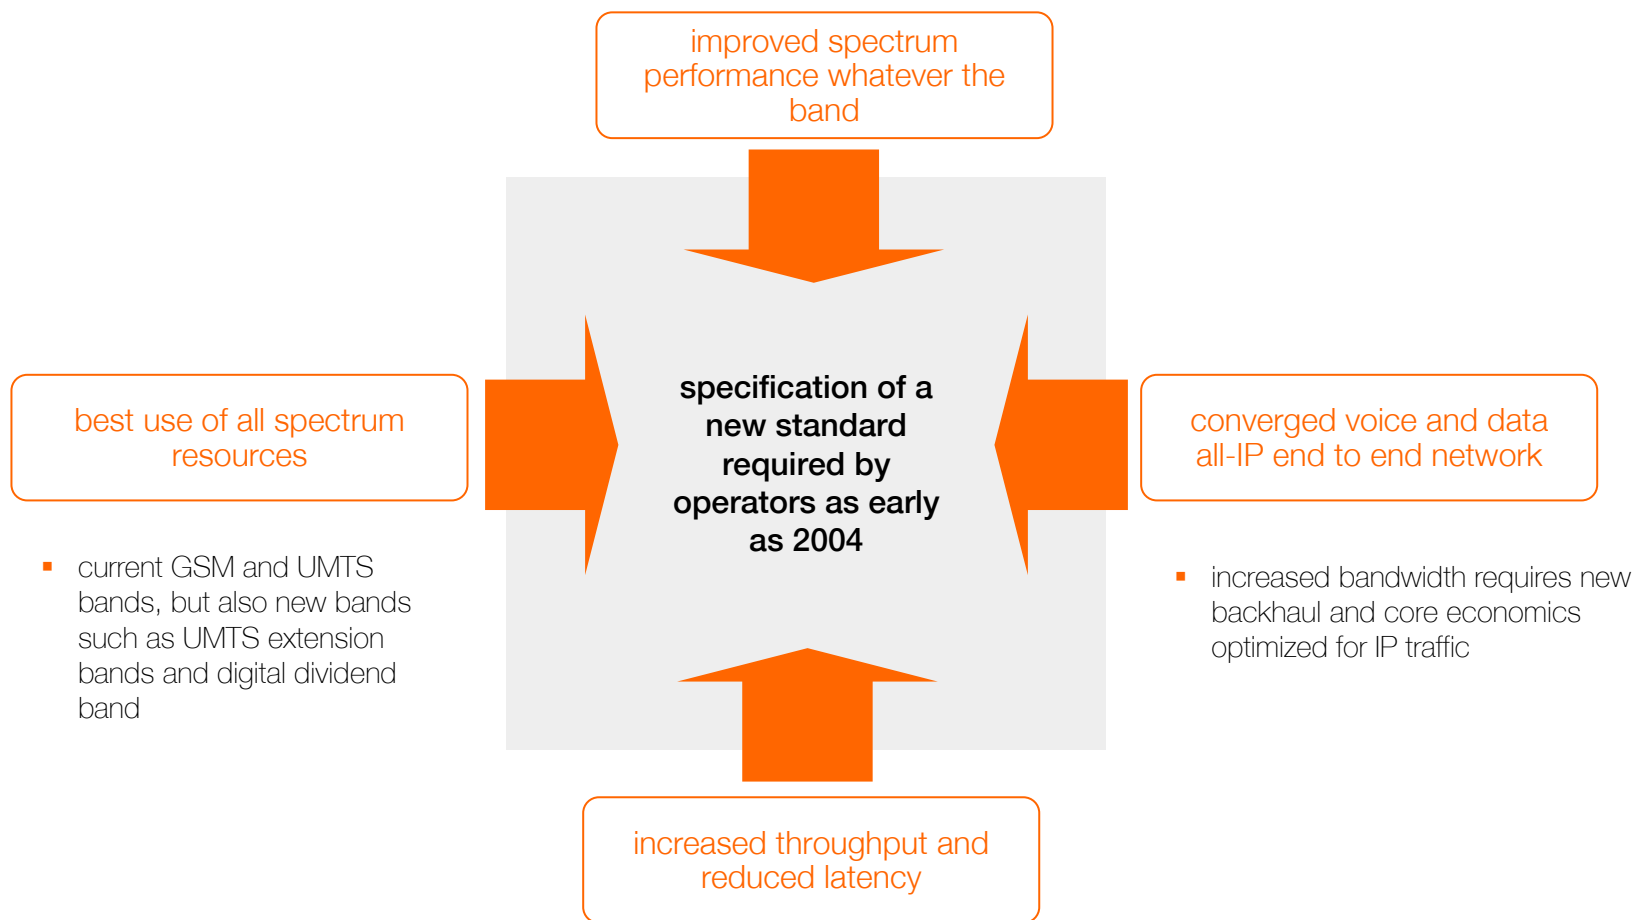 improved spectrum
performance whatever the
band
best use of all spectrum
resources
▪ current GSM and UMTS
bands, but also new bands
such as UMTS extension
bands and digital dividend
band
specification of a
new standard
required by
operators as early
as 2004
converged voice and data
all-IP end to end network
▪ increased bandwidth requires new
backhaul and core economics
optimized for IP traffic
increased throughput and
reduced latency